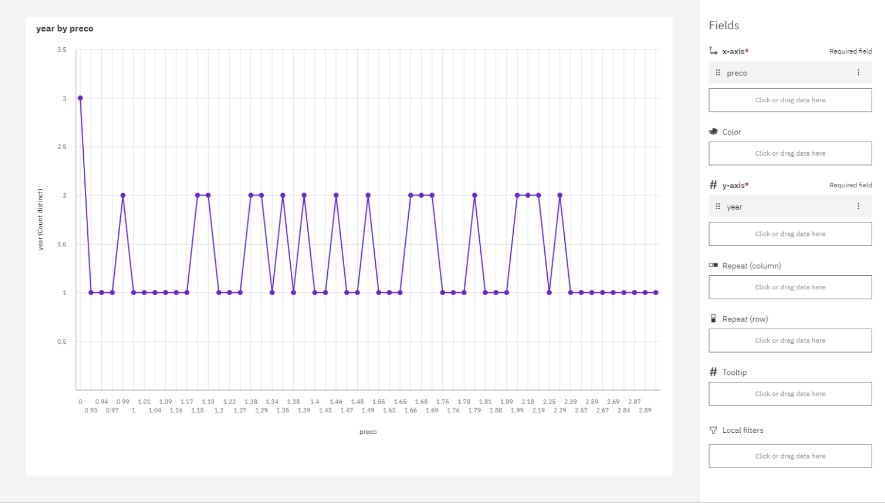 year by preco
3.5
3
2.5
2
1.5
1
0.5
year (Count distinct)
0 0.94 0.99 1.01 1.09 1.17 1.19 1.22 1.28 1.34 1.38 1.4 1.46 1.48 1.55 1.65 1.68 1.75 1.78 1.81 1.89 2.18 2.25 2.39 2.59 2.69 2.87
0.93 0.97 1 1.04 1.16 1.18 1.2 1.27 1.29 1.36 1.39 1.43 1.47 1.49 1.63 1.66 1.69 1.76 1.79 1.88 1.99 2.19 2.29 2.57 2.67 2.84 2.89
preco
Fields
x-axis* Required field
preco
Click or drag data here
Color
Click or drag data here
y-axis* Required field
year
Click or drag data here
Repeat (column)
Click or drag data here
Repeat (row)
Click or drag data here
Tooltip
Click or drag data here
Local filters
Click or drag data here